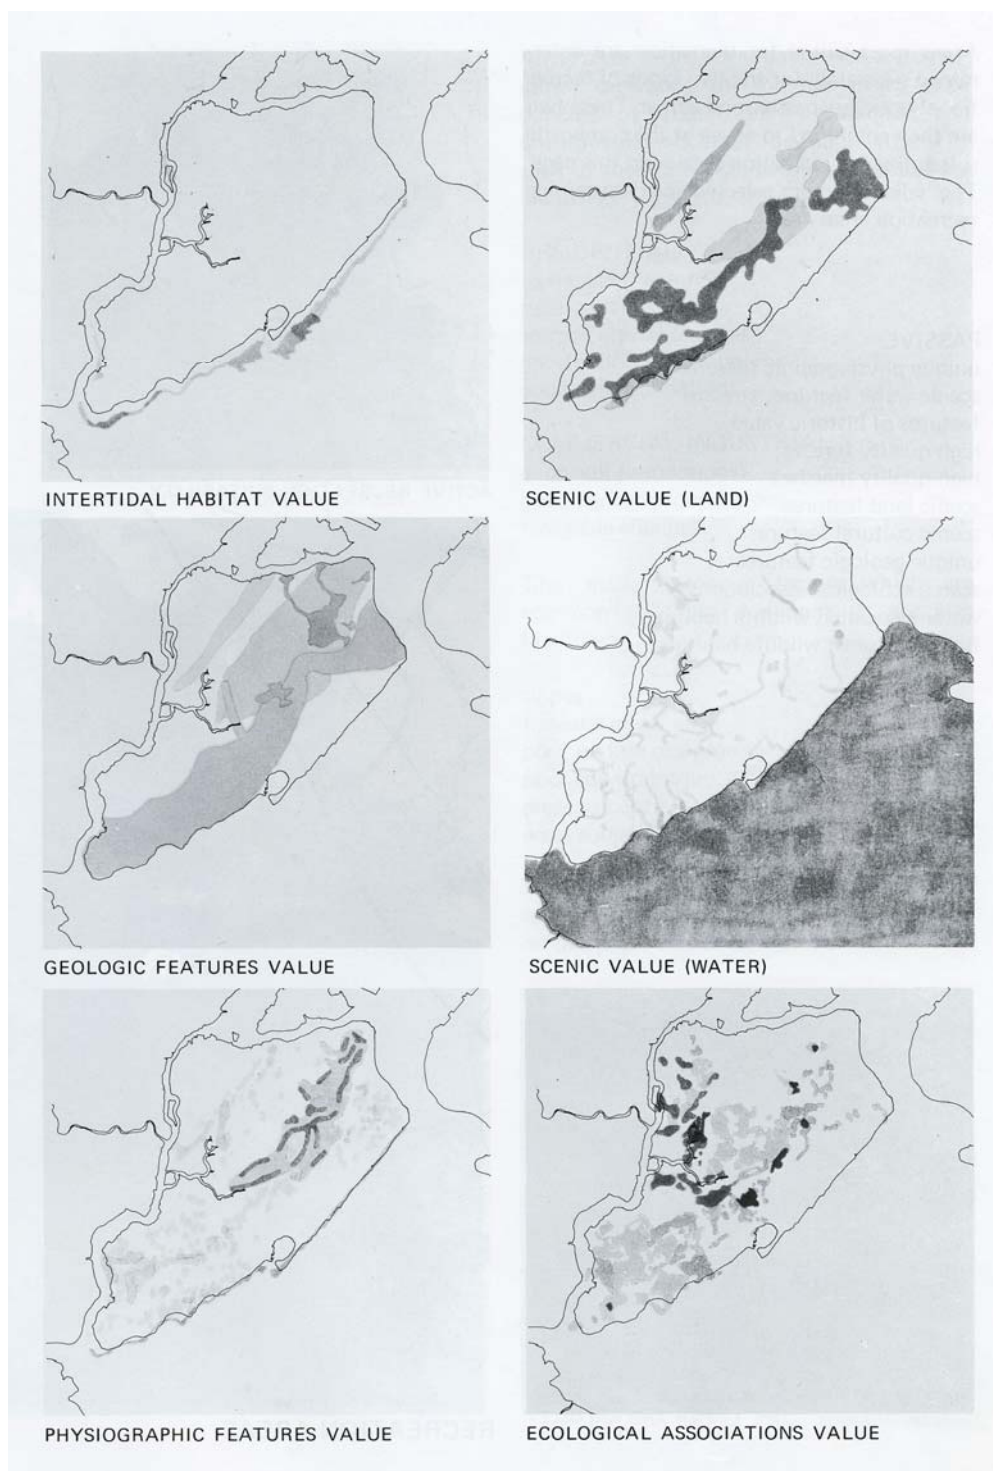 INTERTIDAL HABITAT VALUE
SCENIC VALUE (LAND)
GEOLOGIC FEATURES VALUE
SCENIC VALUE (WATER)
PHYSIOGRAPHIC FEATURES VALUE
ECOLOGICAL ASSOCIATIONS VALUE